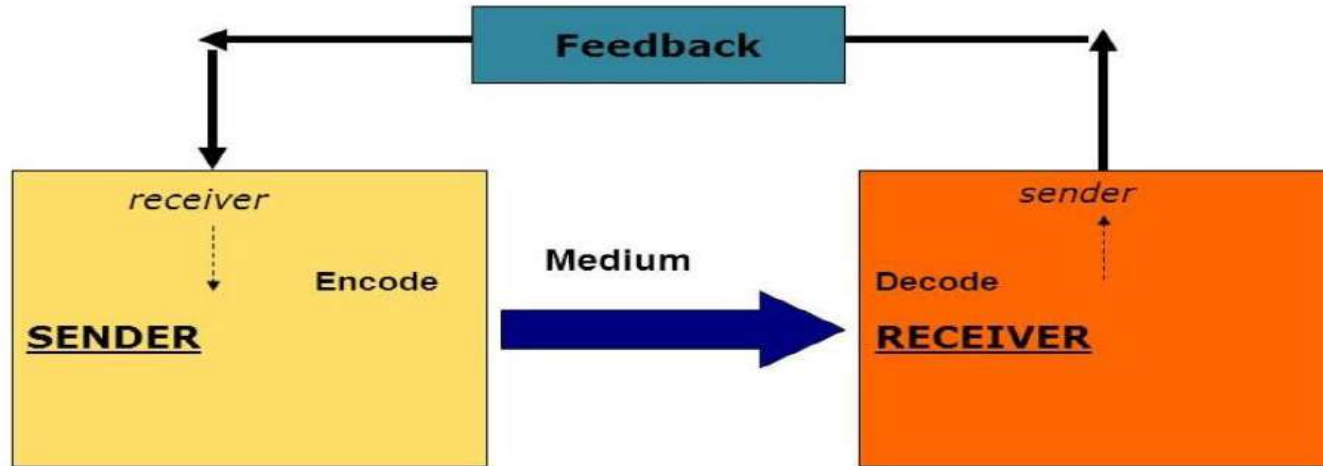 Feedback
receiver
sender
Medium
Encode
Decode
SENDER
RECEIVER